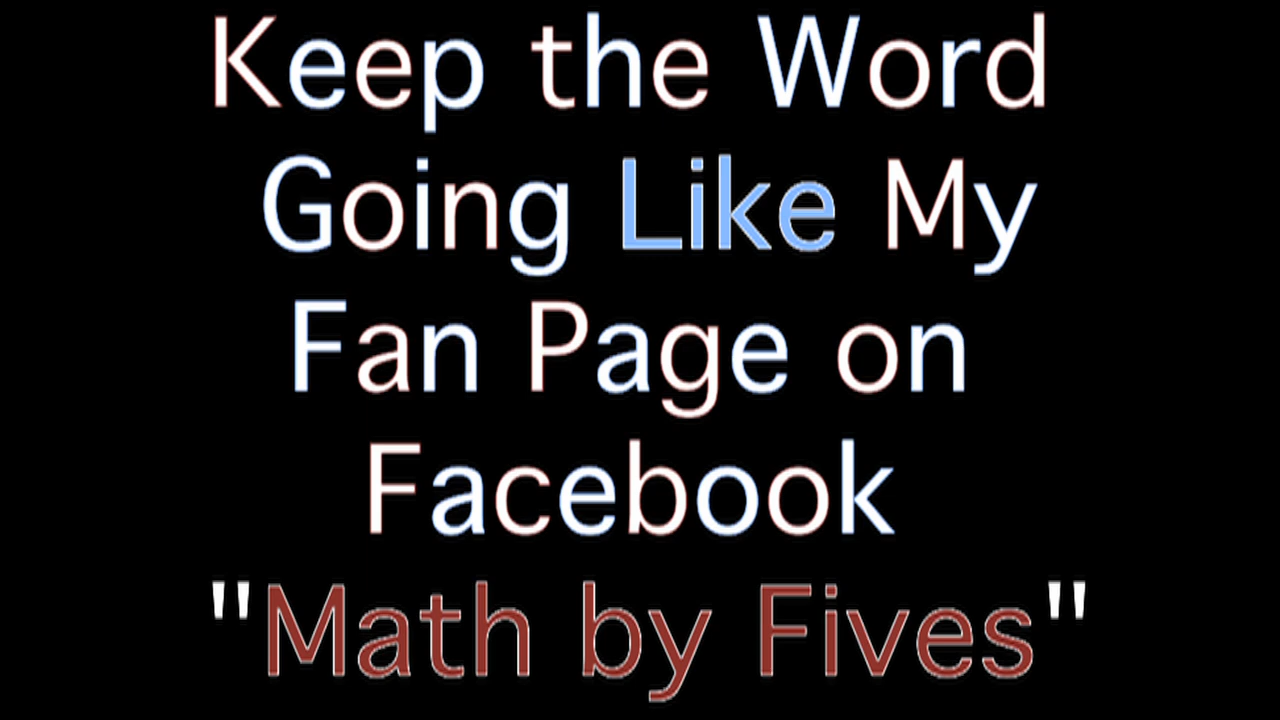 Keep the Word
Going Like My
Fan Page on
Facebook
"Math by Fives"